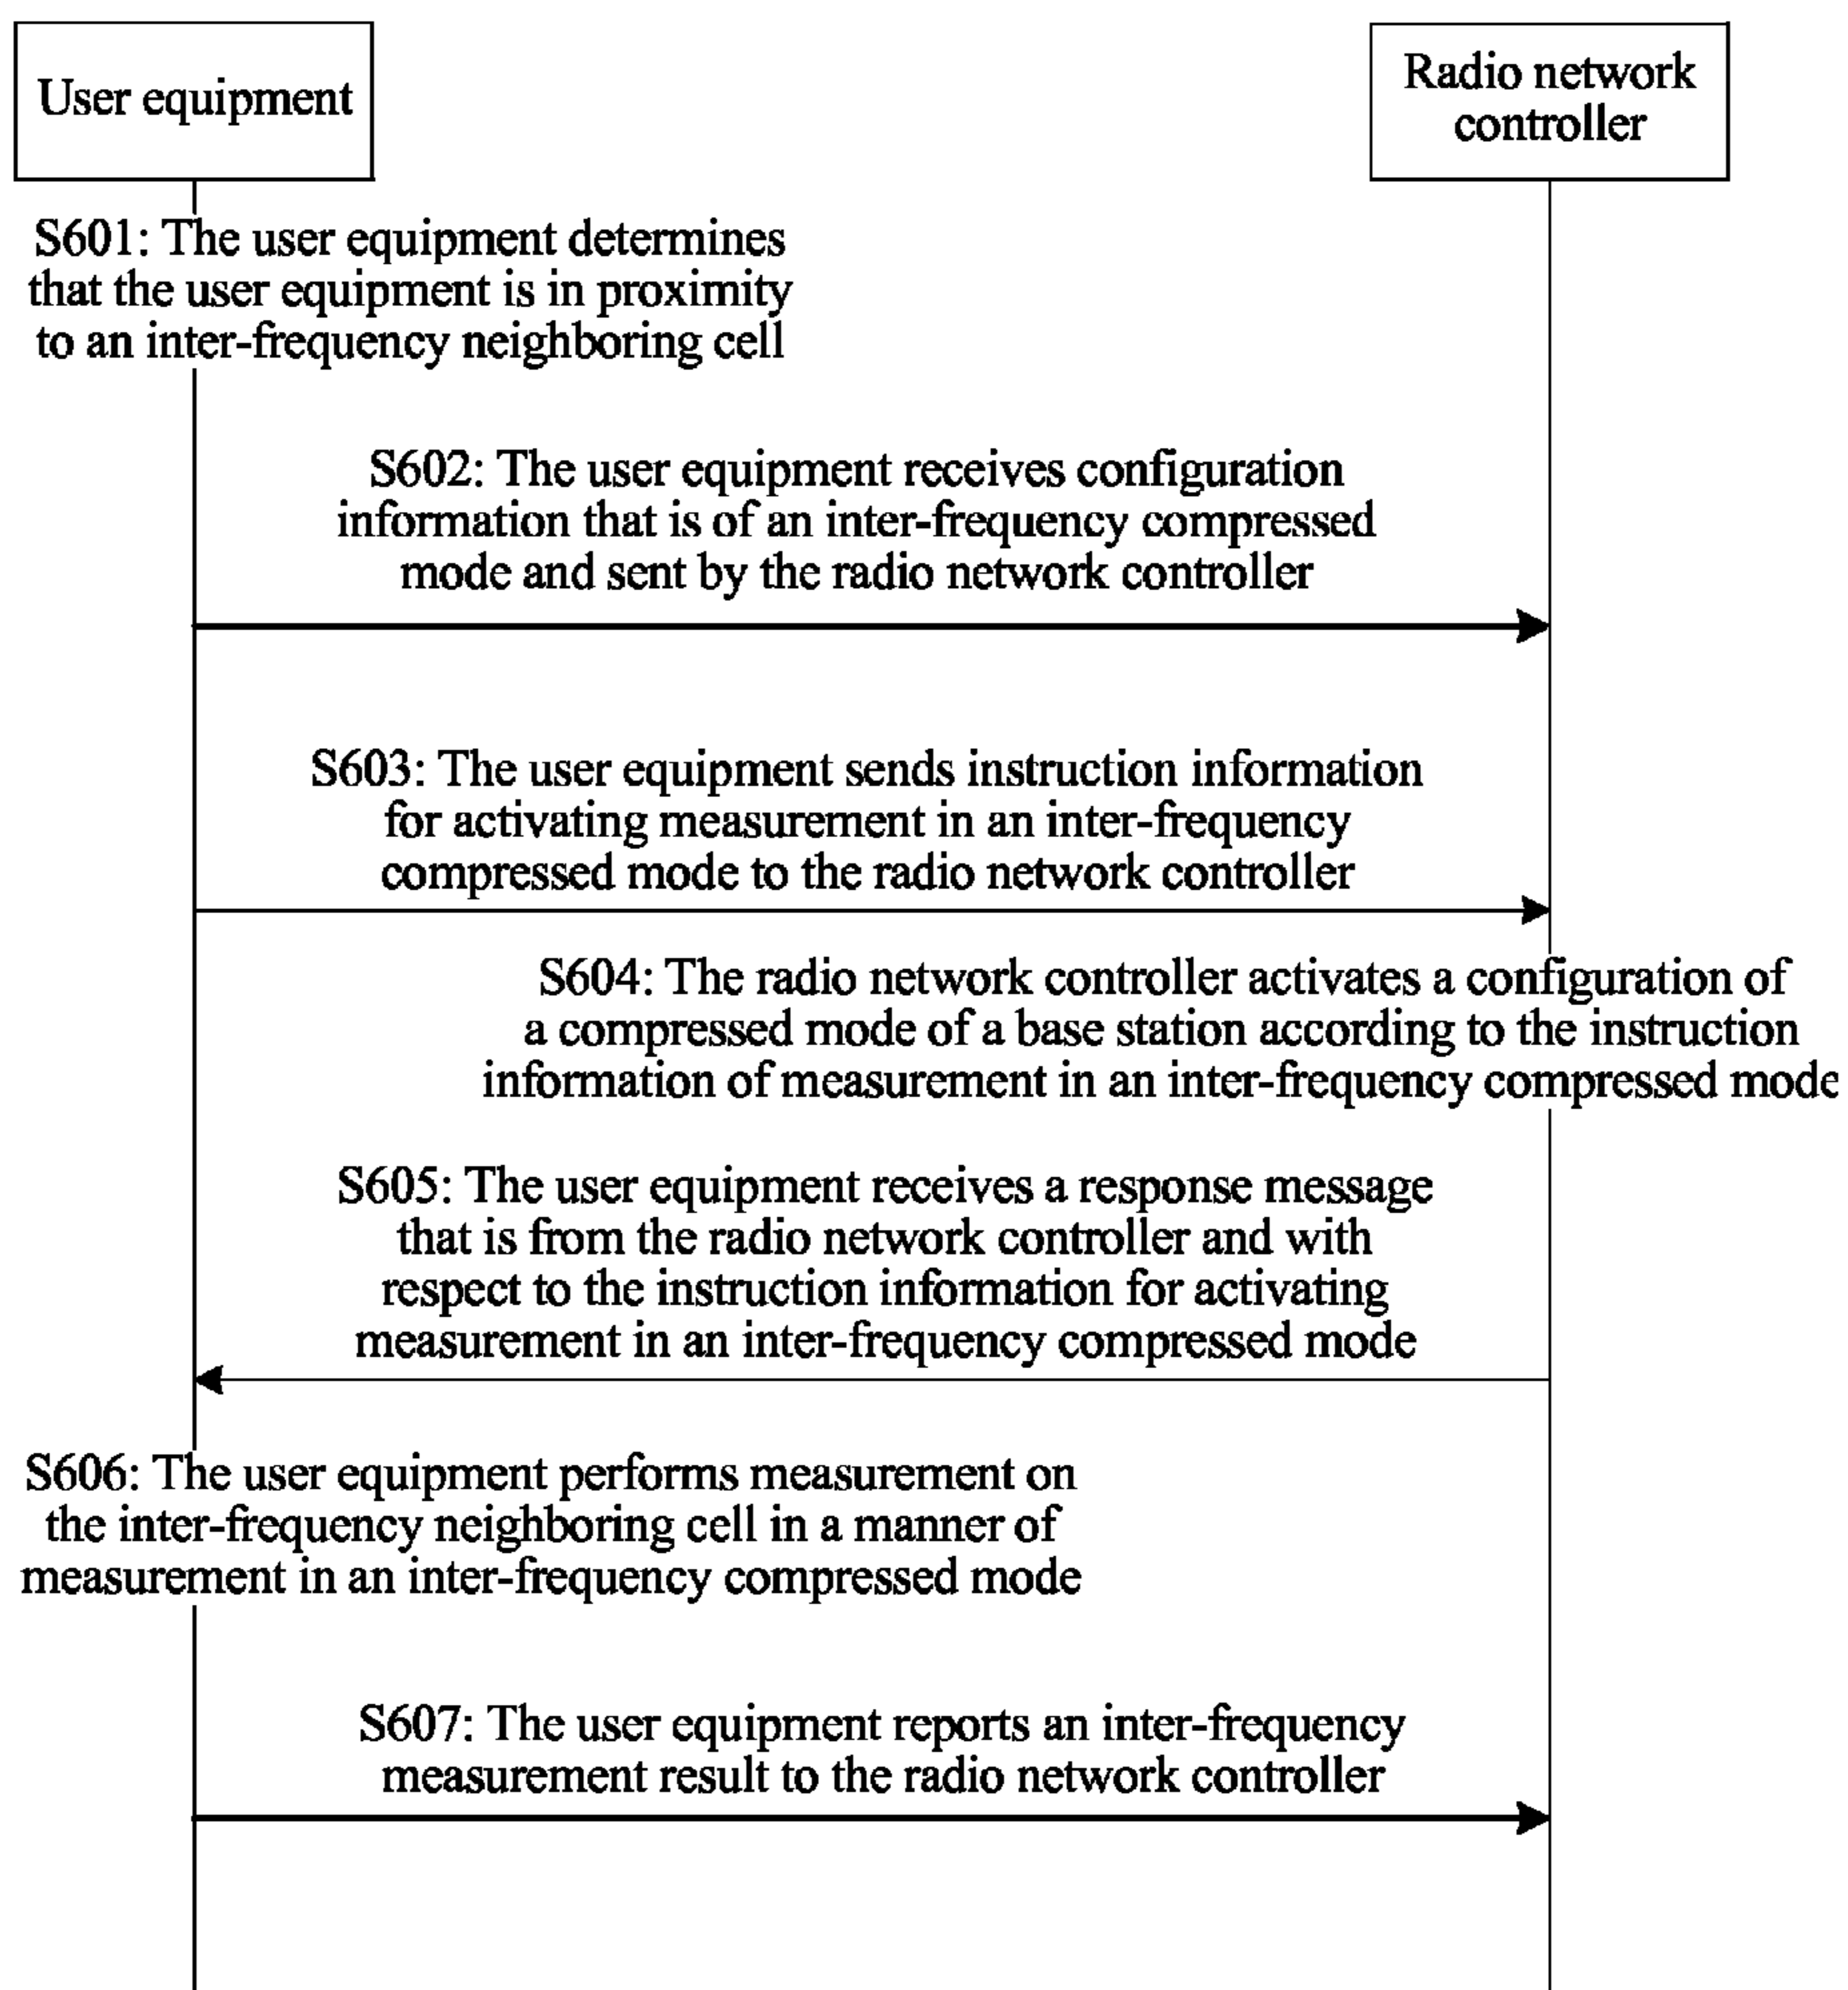 User equipment
Radio network
controller
S601: The user equipment determines
that the user equipment is in proximity
to an inter-frequency neighboring cell
S602: The user equipment receives configuration
information that is of an inter-frequency compressed
mode and sent by the radio network controller
S603: The user equipment sends instruction information
for activating measurement in an inter-frequency
compressed mode to the radio network controller
S604: The radio network controller activates a configuration of
a compressed mode of a base station according to the instruction
information of measurement in an inter-frequency compressed mode
S605: The user equipment receives a response message
that is from the radio network controller and with
respect to the instruction information for activating
measurement in an inter-frequency compressed mode
S606: The user equipment performs measurement on
the inter-frequency neighboring cell in a manner of
measurement in an inter-frequency compressed mode
S607: The user equipment reports an inter-frequency
measurement result to the radio network controller